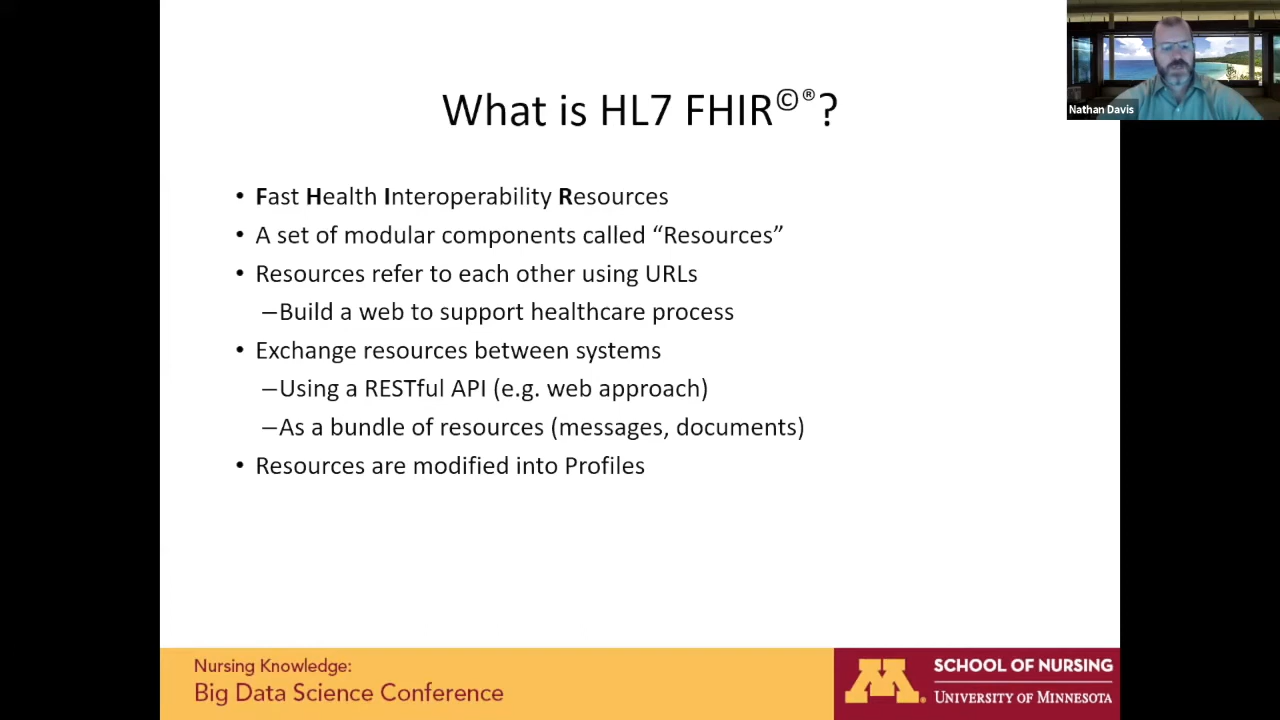 What is HL7 FHIR©®?
Nathan Davis
• Fast Health Interoperability Resources
• A set of modular components called “Resources”
• Resources refer to each other using URLs
–Build a web to support healthcare process
• Exchange resources between systems
–Using a RESTful API (e.g. web approach)
–As a bundle of resources (messages, documents)
• Resources are modified into Profiles
Nursing Knowledge:
Big Data Science Conference
M®
SCHOOL OF NURSING
UNIVERSITY OF MINNESOTA